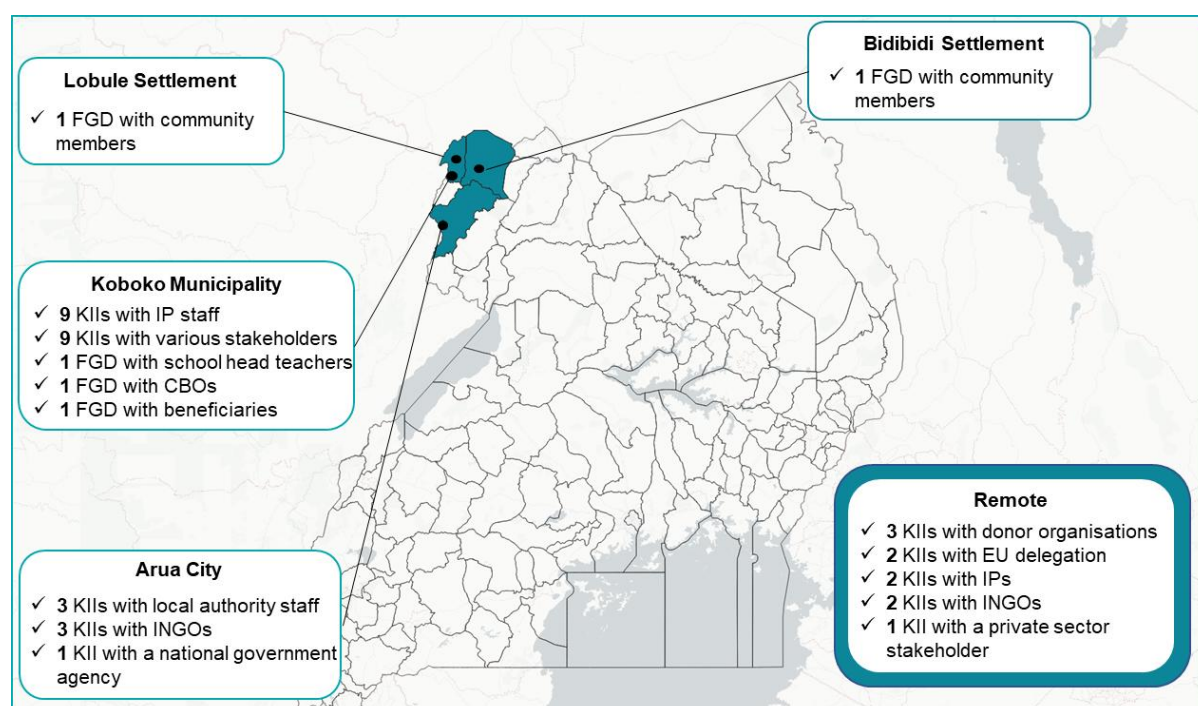 Lobule Settlement
✓ 1 FGD with community
members
Bidibidi Settlement
✓ 1 FGD with community
members
Koboko Municipality
✓ 9 KIIs with IP staff
✓ 9 KIIs with various stakeholders
✓ 1 FGD with school head teachers
✓ 1 FGD with CBOs
✓ 1 FGD with beneficiaries
Arua City
✓ 3 KIIs with local authority staff
✓ 3 KIIs with INGOs
✓ 1 KII with a national government
agency
Remote
✓ 3 KIIs with donor organisations
✓ 2 KIIs with EU delegation
✓ 2 KIIs with IPs
✓ 2 KIIs with INGOs
✓ 1 KII with a private sector
stakeholder